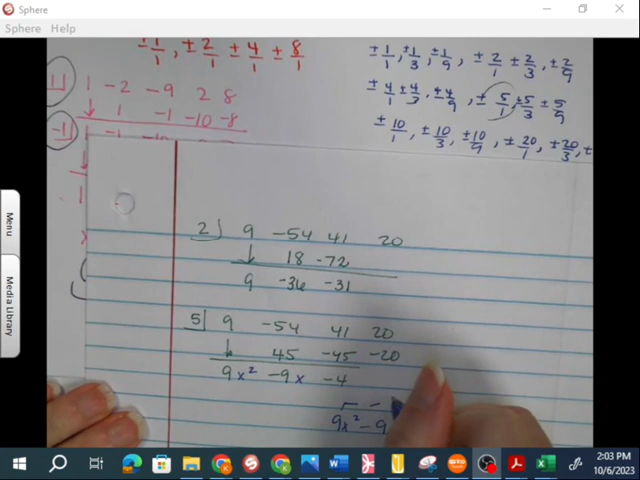 Sphere
Sphere Help
±1/1, ±2/1 ±4/1 ±8/1
1| 1 -2 -9 2 8
1 -1 -10 -8
-1| 1 -1 -10
1
±1/1, ±1/3, ±1/9, ±2/1 ±2/3, ±2/9
±4/1 ±4/3, ±4/9, ±5/1, ±5/3 ±5/9
±10/1, ±10/3, ±10/9, ±20/1, ±20/3, ±
2| 9 -54 41 20
18 -72
9 -36 -31
5| 9 -54 41 20
45 -45 -20
9x² -9x -4
9x² - 9
Menu
Media Library
2:03 PM
10/6/2023